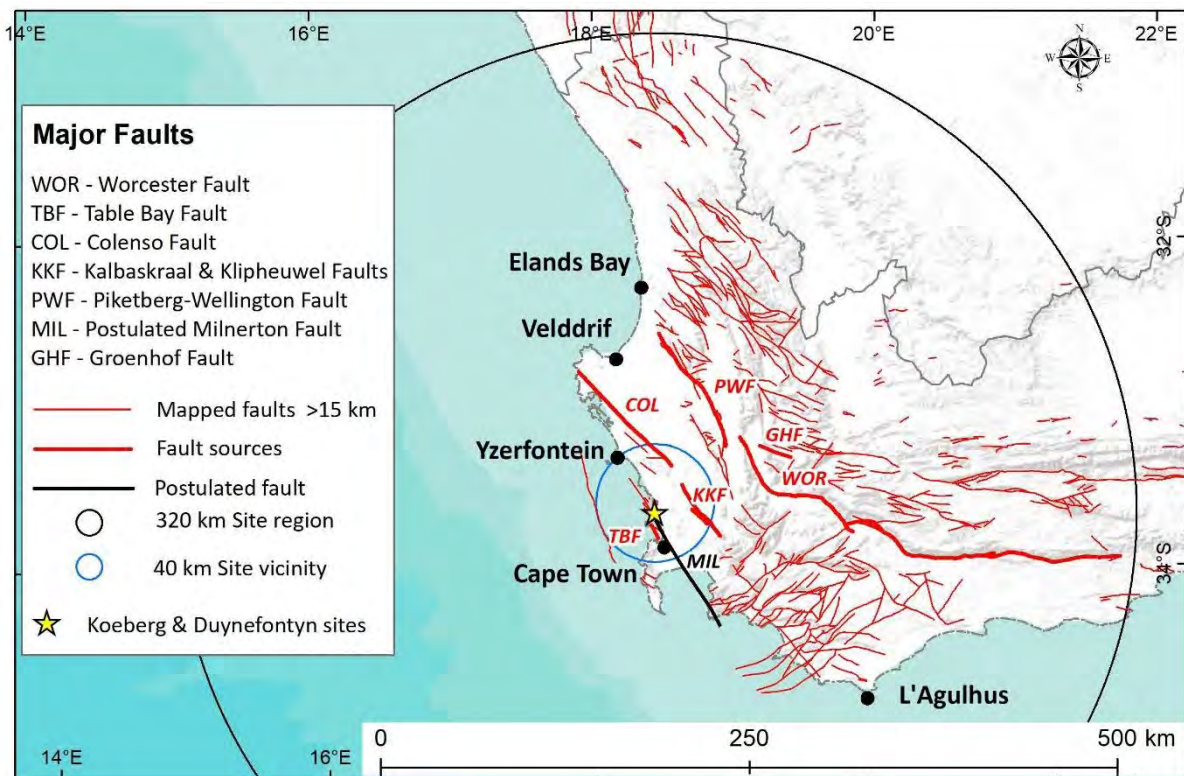 14°E
16°E
18°E
20°E
22°E
N
W
E
S
Major Faults
WOR - Worcester Fault
TBF - Table Bay Fault
COL - Colenso Fault
KKF - Kalbaskraal & Klipheuwel Faults
PWF - Piketberg-Wellington Fault
MIL - Postulated Milnerton Fault
GHF - Groenhof Fault
Mapped faults >15 km
Fault sources
Postulated fault
320 km Site region
40 km Site vicinity
Koeberg & Duynefontyn sites
32°S
Elands Bay
Velddrif
PWF
COL
GHF
Yzerfontein
WOR
KKF
TBF
MIL
34°S
Cape Town
L'Agulhus
0
250
500 km
14°E
16°E